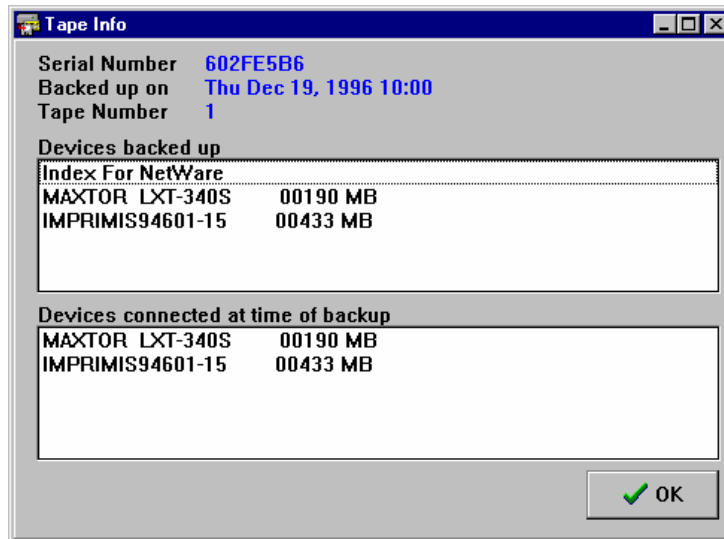 Tape Info
Serial Number 602FE5B6
Backed up on Thu Dec 19, 1996 10:00
Tape Number 1
Devices backed up
Index For NetWare
MAXTOR LXT-340S 00190 MB
IMPRIMIS94601-15 00433 MB
Devices connected at time of backup
MAXTOR LXT-340S 00190 MB
IMPRIMIS94601-15 00433 MB
OK